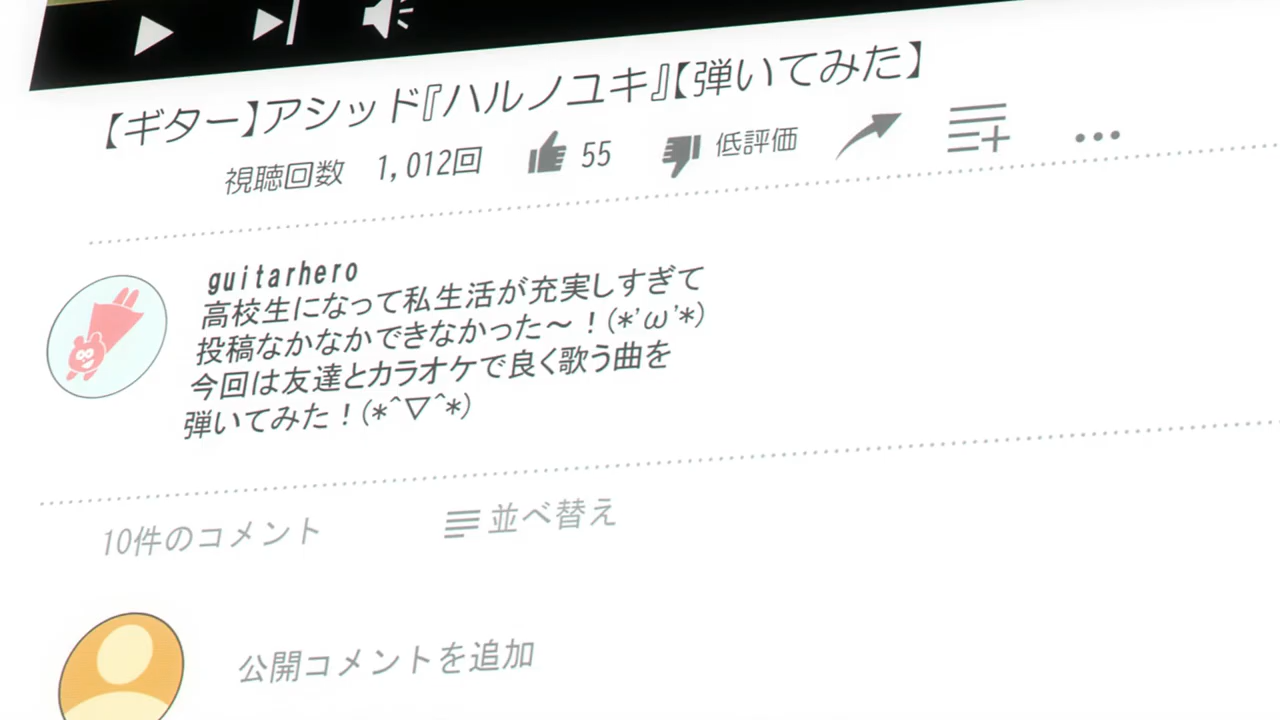 【ギター】アシッド『ハルノユキ』【弾いてみた】
視聴回数 1,012回 55 低評価
guitarhero
高校生になって私生活が充実しすぎて
投稿なかなかできなかった～！(*'ω'*)
今回は友達とカラオケで良く歌う曲を
弾いてみた！(*^▽^*)
10件のコメント 並べ替え
公開コメントを追加